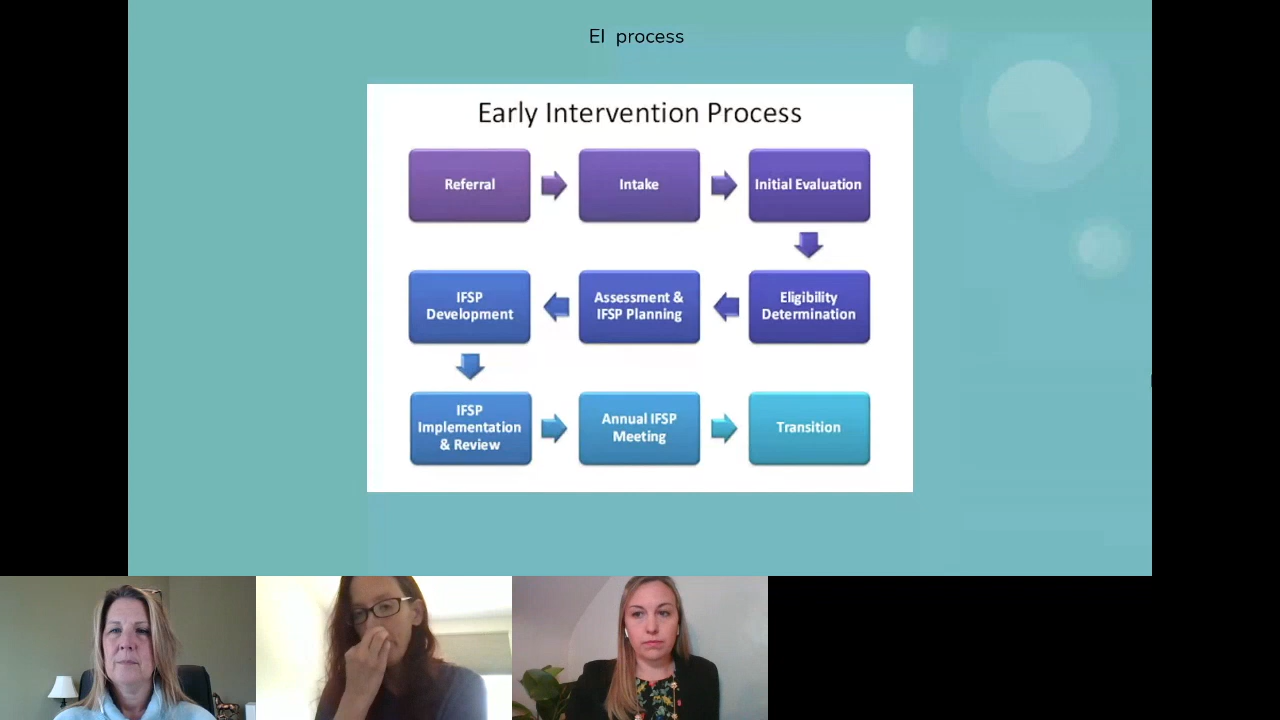 EI process
Early Intervention Process
Referral
Intake
Initial Evaluation
Eligibility
Determination
Assessment &
IFSP Planning
IFSP
Development
IFSP
Implementation
& Review
Annual IFSP
Meeting
Transition